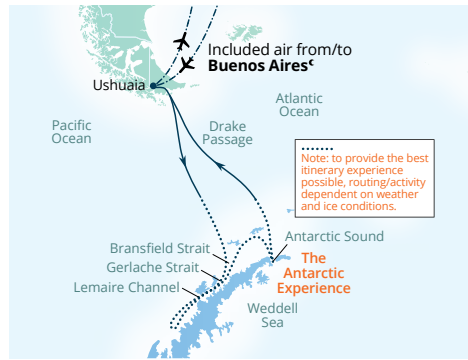 Included air from/to
Buenos Aires☾
Ushuaia
Atlantic
Ocean
Pacific
Ocean
Drake
Passage
Note: to provide the best
itinerary experience
possible, routing/activity
dependent on weather
and ice conditions.
Antarctic Sound
Bransfield Strait
The
Antarctic
Experience
Gerlache Strait
Lemaire Channel
Weddell
Sea